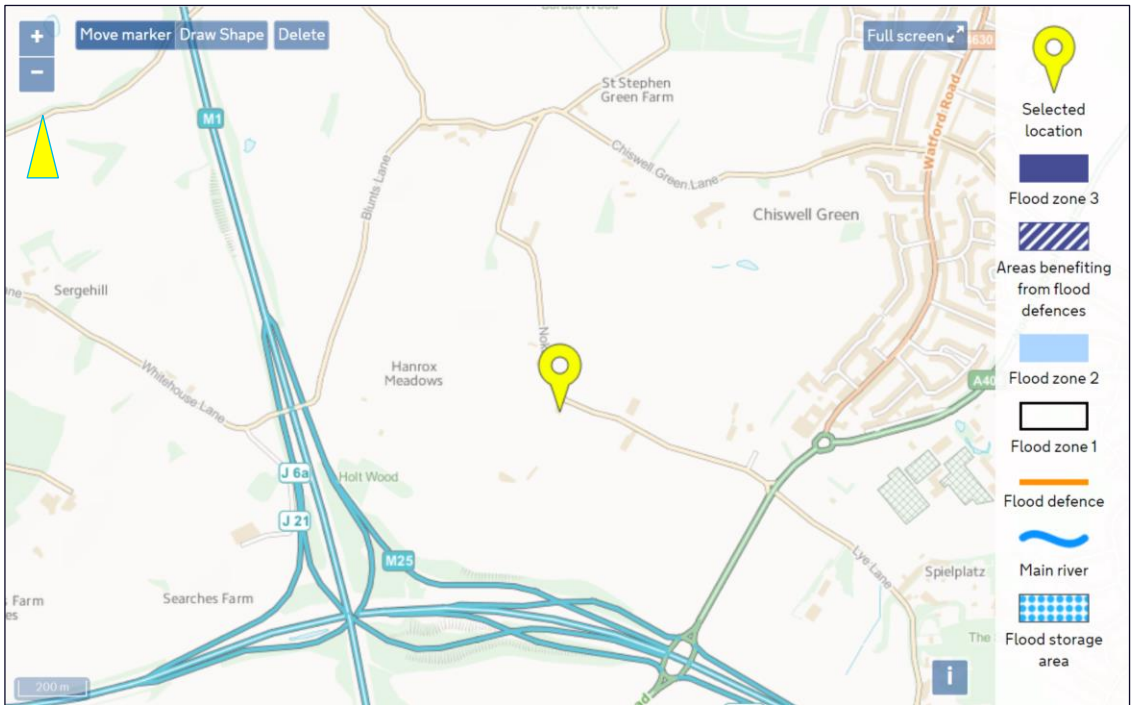 Move marker
Draw Shape
Delete
Full screen
St Stephen
Green Farm
M1
Watford Road
Blunts Lane
Chiswell Green Lane
Chiswell Green
Sergehill
Whitehouse Lane
Hanrox
Meadows
J 6a
Holt Wood
J 21
M25
Lye Lane
Spielplatz
Farm
Searches Farm
The
200 m
i
Selected
location
Flood zone 3
Areas benefiting
from flood
defences
Flood zone 2
Flood zone 1
Flood defence
Main river
Flood storage
area